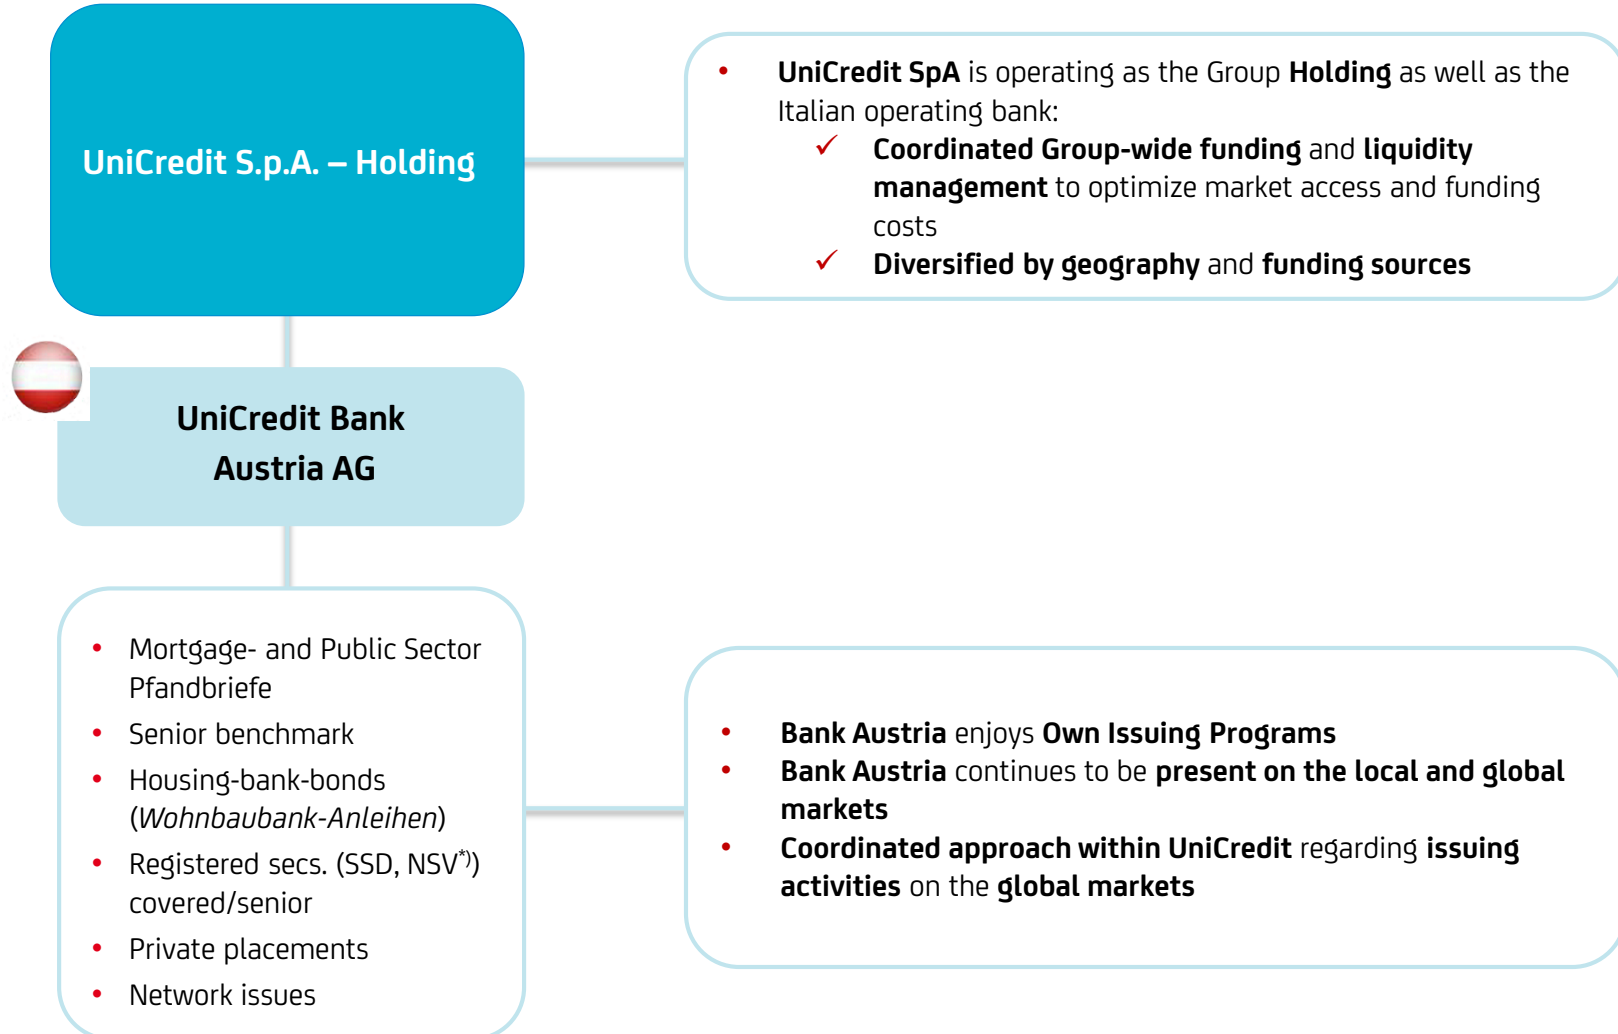 UniCredit S.p.A. – Holding
• UniCredit SpA is operating as the Group Holding as well as the
Italian operating bank:
✓ Coordinated Group-wide funding and liquidity
management to optimize market access and funding
costs
✓ Diversified by geography and funding sources
UniCredit Bank
Austria AG
• Mortgage- and Public Sector
Pfandbriefe
• Senior benchmark
• Housing-bank-bonds
(Wohnbaubank-Anleihen)
• Registered secs. (SSD, NSV*))
covered/senior
• Private placements
• Network issues
• Bank Austria enjoys Own Issuing Programs
• Bank Austria continues to be present on the local and global
markets
• Coordinated approach within UniCredit regarding issuing
activities on the global markets